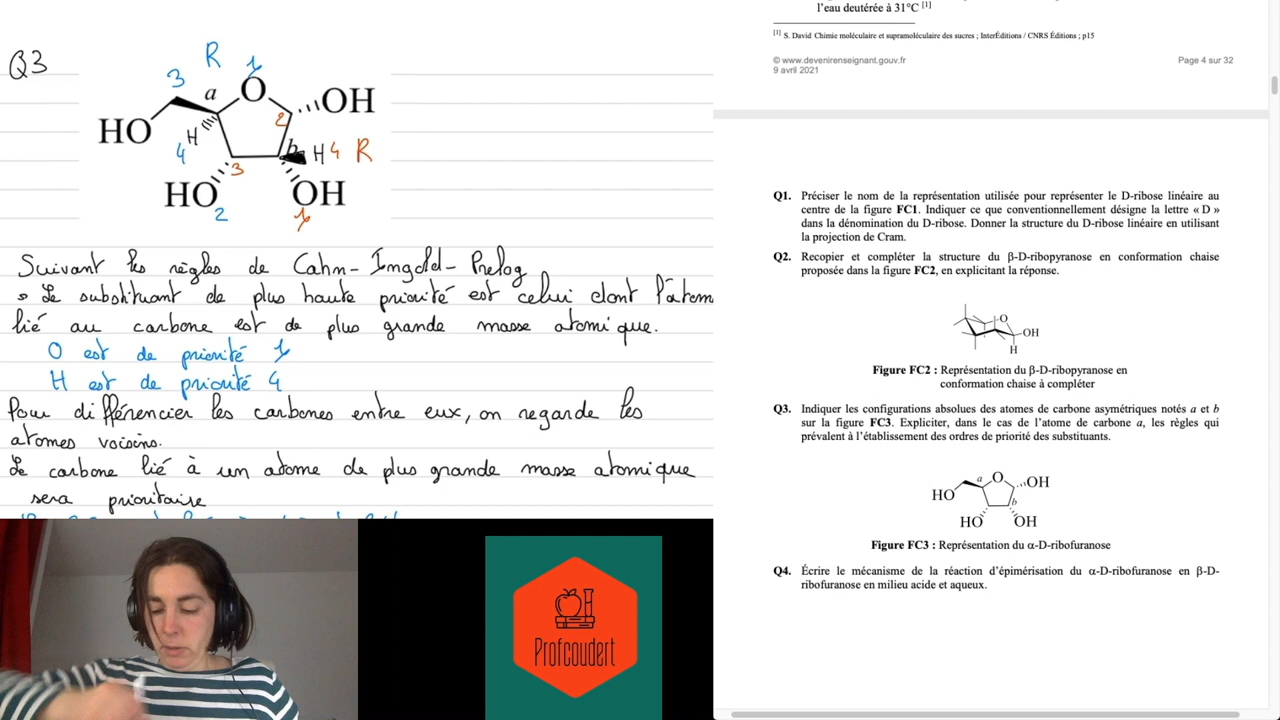 Q3
R
1
3
a
O
OH
2
HO
H
4
b
H 4 R
3
HO
OH
2
1
Suivant les règles de Cahn-Ingold-Prelog
Le substituant de plus haute priorité est celui dont l'atom
lié au carbone est de plus grande masse atomique.
O est de priorité 1
H est de priorité 4
Pour différencier les carbones entre eux, on regarde les
atomes voisins.
Le carbone lié à un atome de plus grande masse atomique
sera prioritaire
Profcoudert
l'eau deutérée à 31°C [1]
[1] S. David Chimie moléculaire et supramoléculaire des sucres ; InterÉditions / CNRS Éditions ; p15
© www.devenirenseignant.gouv.fr Page 4 sur 32
9 avril 2021
Q1. Préciser le nom de la représentation utilisée pour représenter le D-ribose linéaire au
centre de la figure FC1. Indiquer ce que conventionnellement désigne la lettre « D »
dans la dénomination du D-ribose. Donner la structure du D-ribose linéaire en utilisant
la projection de Cram.
Q2. Recopier et compléter la structure du β-D-ribopyranose en conformation chaise
proposée dans la figure FC2, en explicitant la réponse.
O
OH
H
Figure FC2 : Représentation du β-D-ribopyranose en
conformation chaise à compléter
Q3. Indiquer les configurations absolues des atomes de carbone asymétriques notés a et b
sur la figure FC3. Expliciter, dans le cas de l'atome de carbone a, les règles qui
prévalent à l'établissement des ordres de priorité des substituants.
a
O
OH
HO
b
HO
OH
Figure FC3 : Représentation du α-D-ribofuranose
Q4. Écrire le mécanisme de la réaction d'épimérisation du α-D-ribofuranose en β-D-
ribofuranose en milieu acide et aqueux.